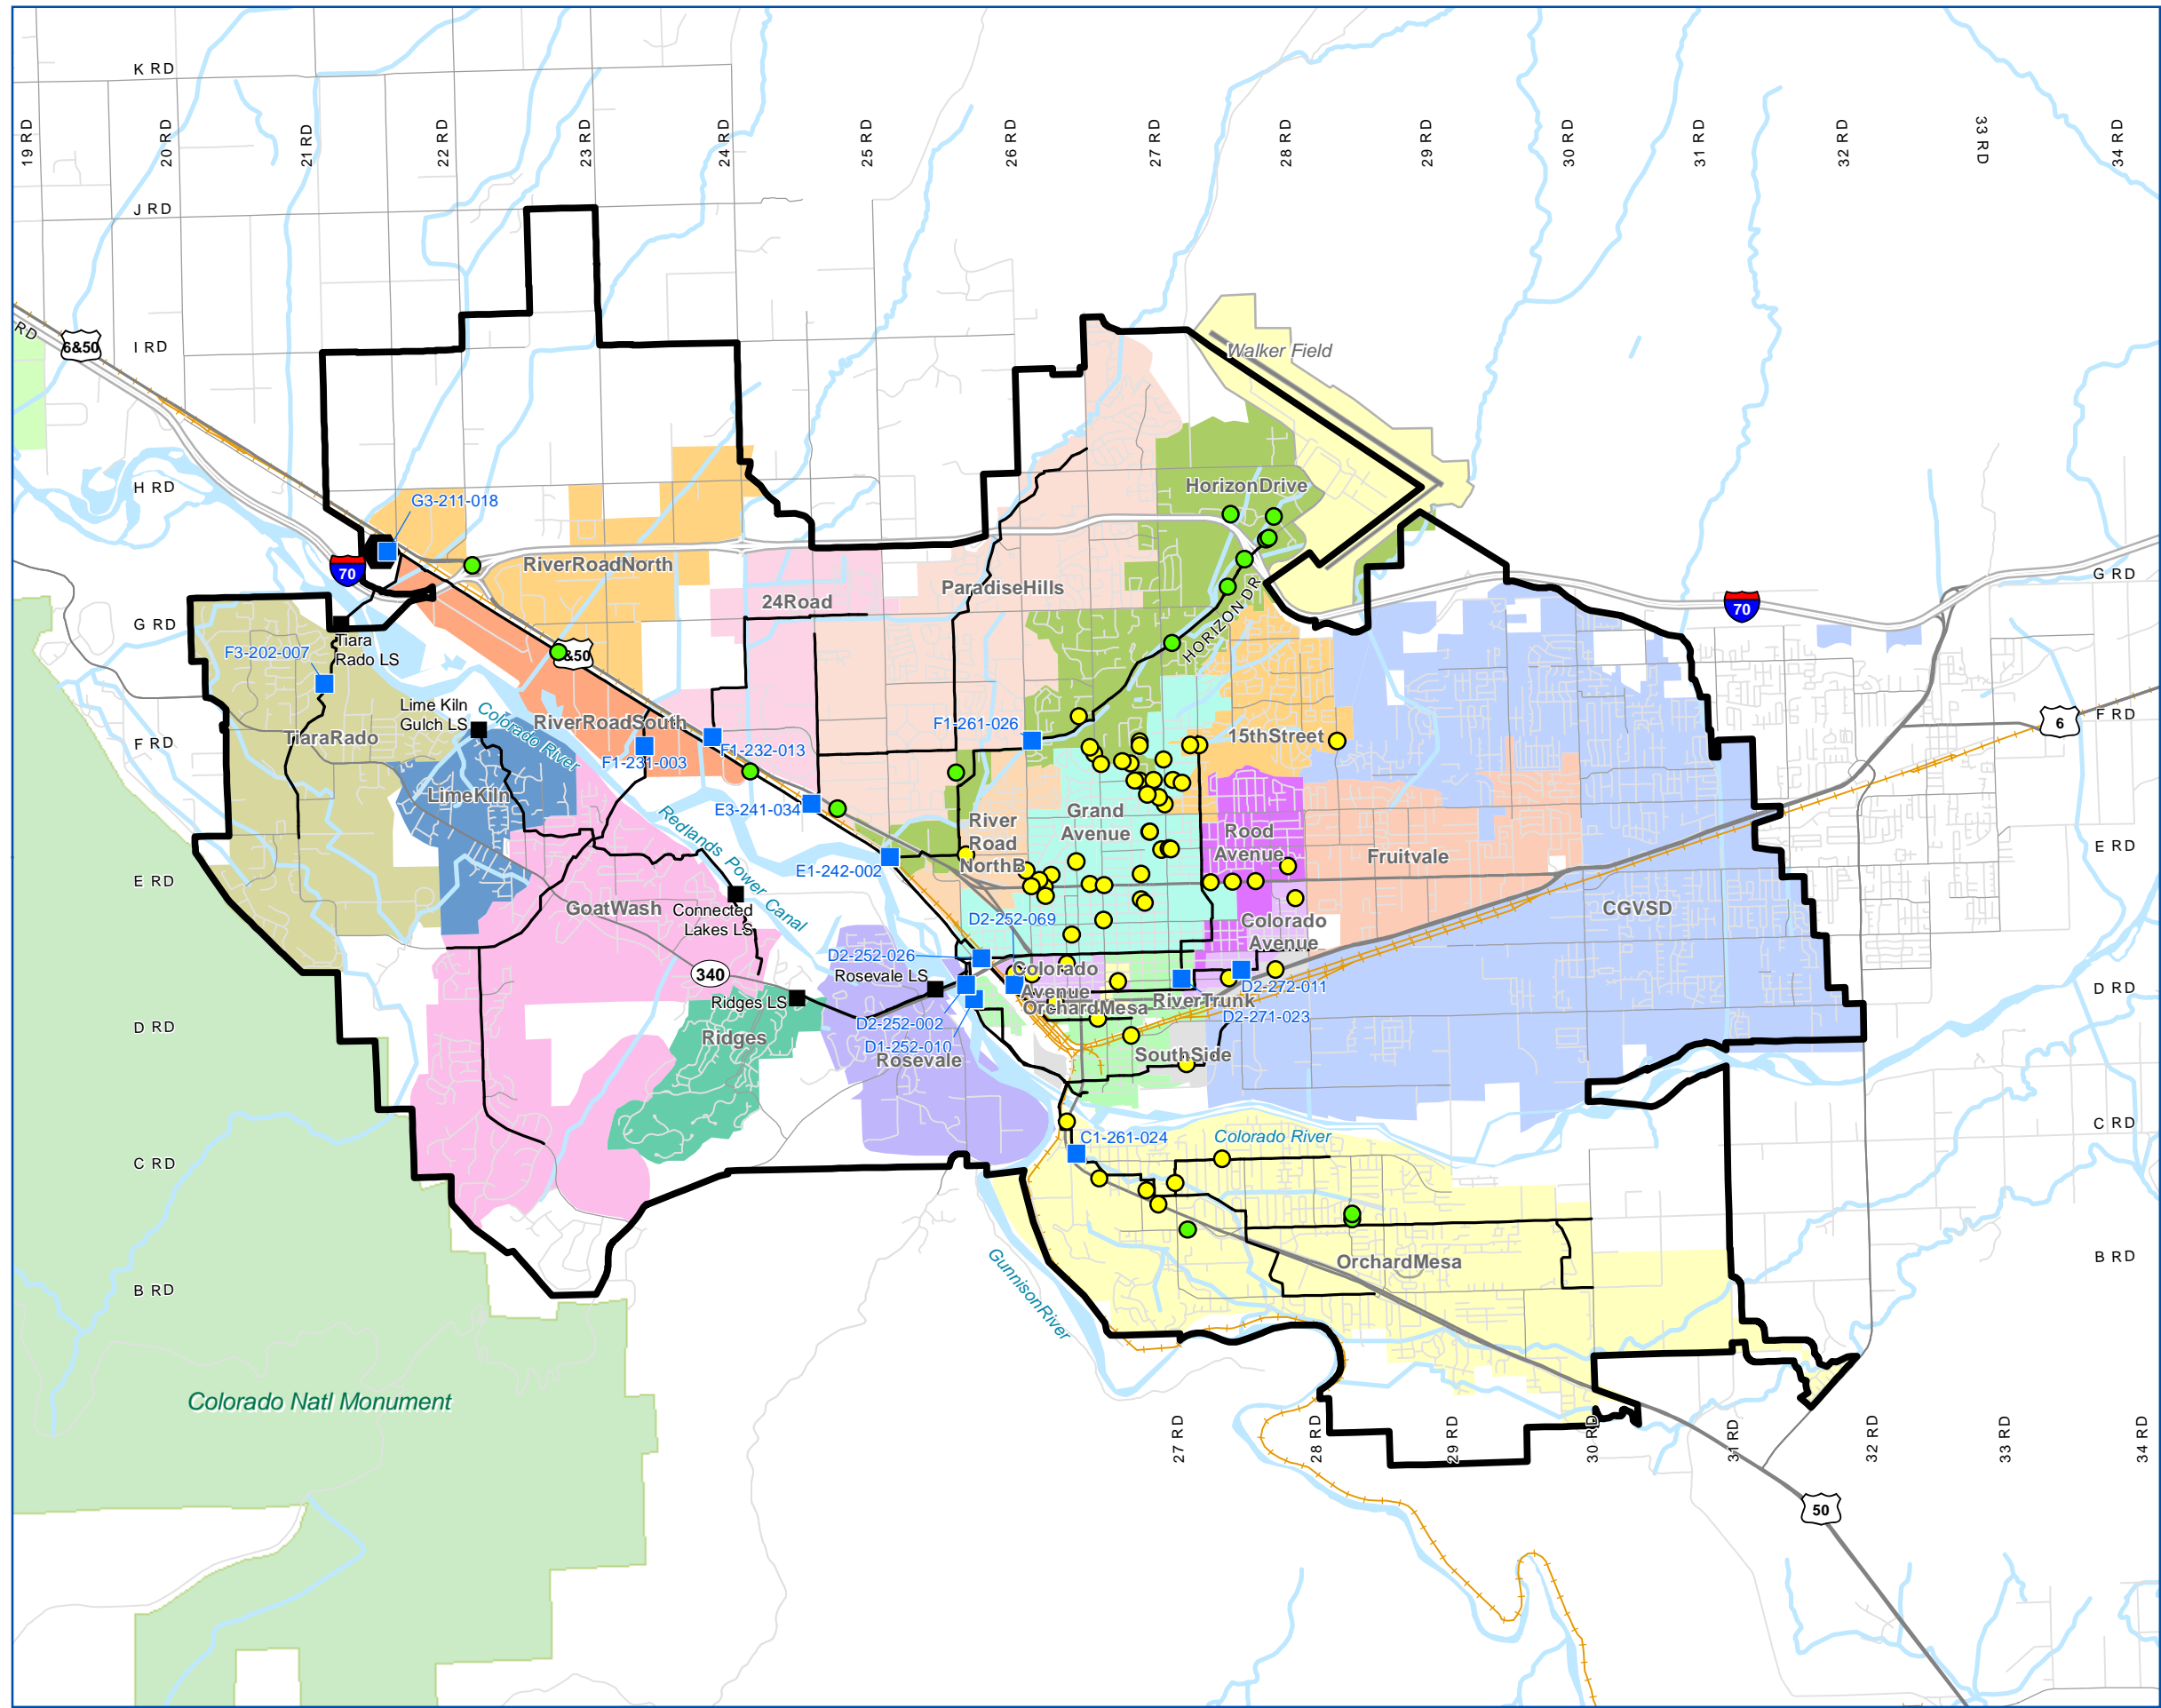 K RD
19 RD
20 RD
21 RD
22 RD
23 RD
24 RD
25 RD
26 RD
27 RD
28 RD
29 RD
30 RD
31 RD
32 RD
33 RD
34 RD
J RD
RD
6&50
I RD
Walker Field
H RD
G3-211-018
HorizonDrive
70
RiverRoadNorth
ParadiseHills
24Road
HORIZON DR
G RD
70
G RD
Tiara
Rado LS
F3-202-007
&50
Lime Kiln
Gulch LS
Colorado River
RiverRoadSouth
F1-261-026
15thStreet
6
F RD
F RD
TiaraRado
F1-232-013
F1-231-003
LimeKiln
E3-241-034
Redlands Power Canal
River
Road
NorthB
Grand
Avenue
Rood
Avenue
Fruitvale
E RD
E RD
E1-242-002
GoatWash
Connected
Lakes LS
D2-252-069
Colorado
Avenue
CGVSD
D2-252-026
Rosevale LS
340
Colorado
Avenue
D2-272-011
D RD
Ridges LS
OrchardMesa
RiverTrunk
D2-271-023
D RD
D2-252-002
D1-252-010
Ridges
Rosevale
SouthSide
C1-261-024
Colorado River
C RD
C RD
Gunnison River
OrchardMesa
B RD
B RD
Colorado Natl Monument
27 RD
28 RD
29 RD
30 RD
31 RD
32 RD
33 RD
34 RD
50